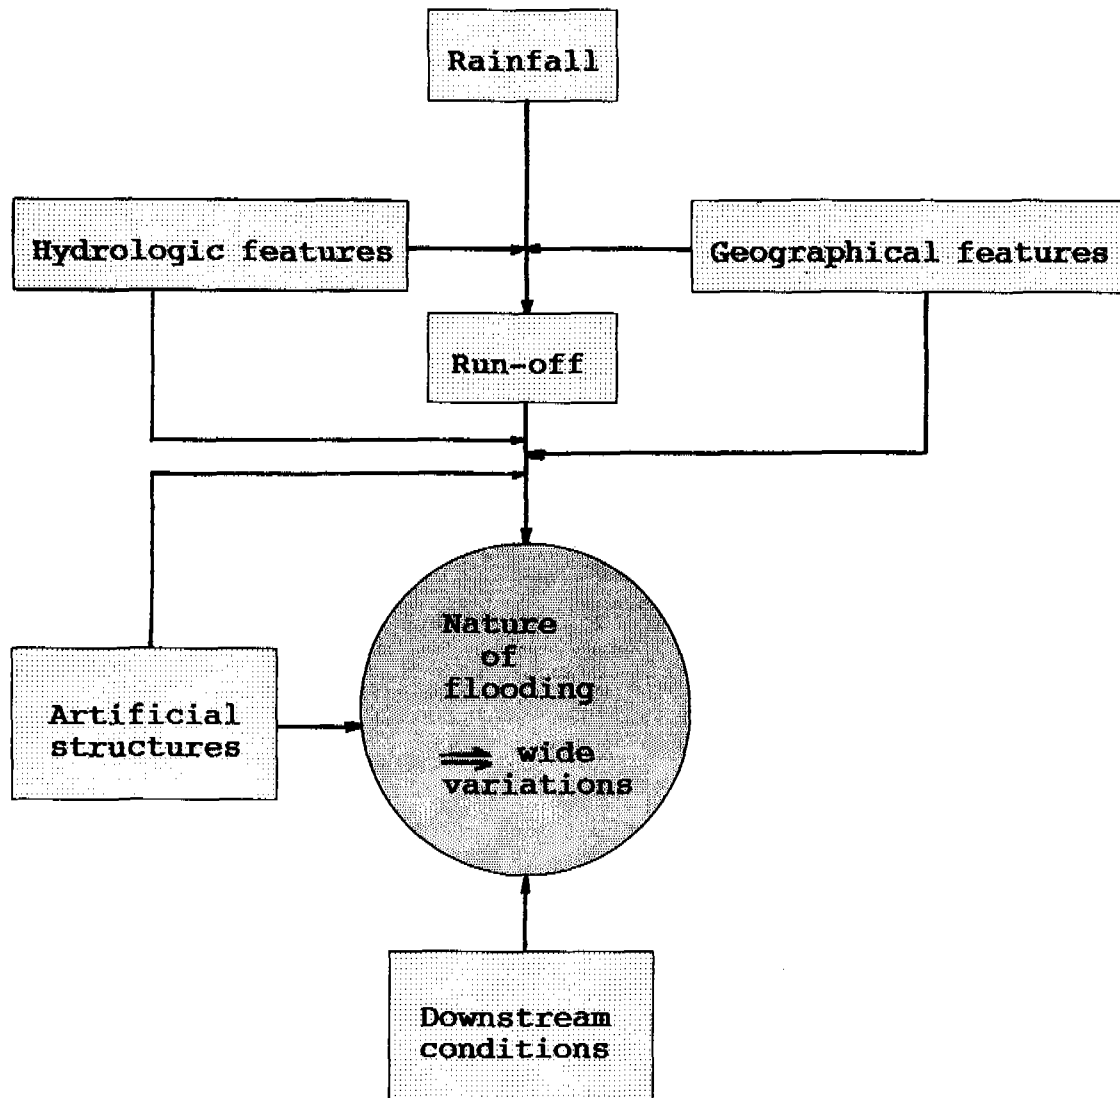 Rainfall
Hydrologic features
Geographical features
Run-off
Nature
of
flooding
⇒ wide
variations
Artificial
structures
Downstream
conditions